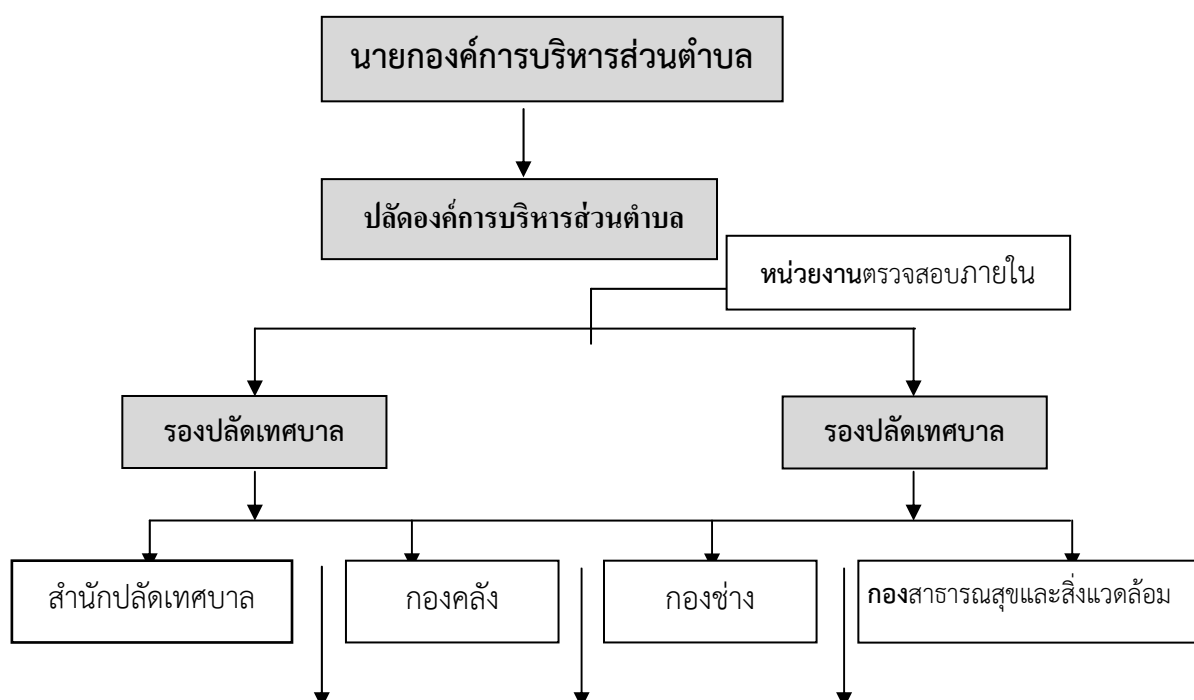 นายกองค์การบริหารส่วนตำบล
ปลัดองค์การบริหารส่วนตำบล
หน่วยงานตรวจสอบภายใน
รองปลัดเทศบาล
รองปลัดเทศบาล
สำนักปลัดเทศบาล
กองคลัง
กองช่าง
กองสาธารณสุขและสิ่งแวดล้อม